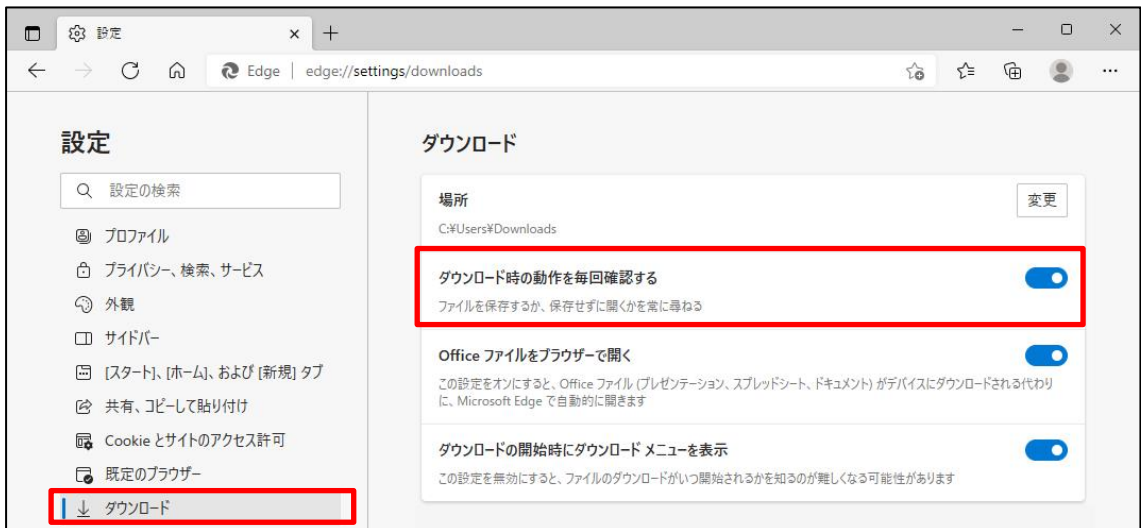 設定
Edge | edge://settings/downloads
設定
設定の検索
プロファイル
プライバシー、検索、サービス
外観
サイドバー
[スタート]、[ホーム]、および [新規] タブ
共有、コピーして貼り付け
Cookie とサイトのアクセス許可
既定のブラウザー
ダウンロード
ダウンロード
場所
変更
C:¥Users¥Downloads
ダウンロード時の動作を毎回確認する
ファイルを保存するか、保存せずに開くかを常に尋ねる
Office ファイルをブラウザーで開く
この設定をオンにすると、Office ファイル (プレゼンテーション、スプレッドシート、ドキュメント) がデバイスにダウンロードされる代わり
に、Microsoft Edge で自動的に開きます
ダウンロードの開始時にダウンロード メニューを表示
この設定を無効にすると、ファイルのダウンロードがいつ開始されるかを知るのが難しくなる可能性があります